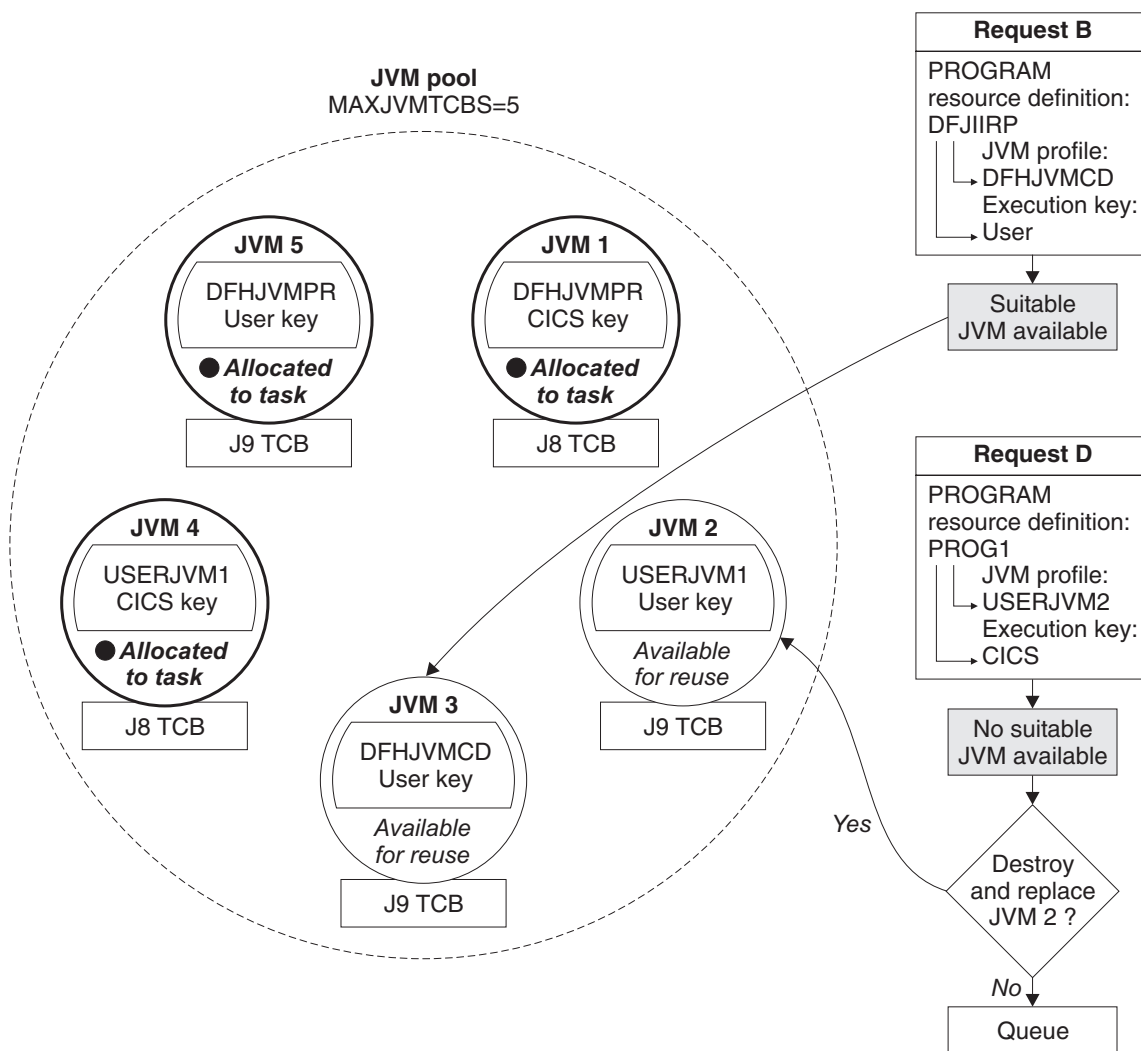 JVM pool
MAXJVMTCBS=5
JVM 5
DFHJVMPR
User key
Allocated
to task
J9 TCB
JVM 1
DFHJVMPR
CICS key
Allocated
to task
J8 TCB
JVM 4
USERJVM1
CICS key
Allocated
to task
J8 TCB
JVM 2
USERJVM1
User key
Available
for reuse
J9 TCB
JVM 3
DFHJVMCD
User key
Available
for reuse
J9 TCB
Request B
PROGRAM
resource definition:
DFJIIRP
JVM profile:
DFHJVMCD
Execution key:
User
Suitable
JVM available
Request D
PROGRAM
resource definition:
PROG1
JVM profile:
USERJVM2
Execution key:
CICS
No suitable
JVM available
Yes
Destroy
and replace
JVM 2 ?
No
Queue